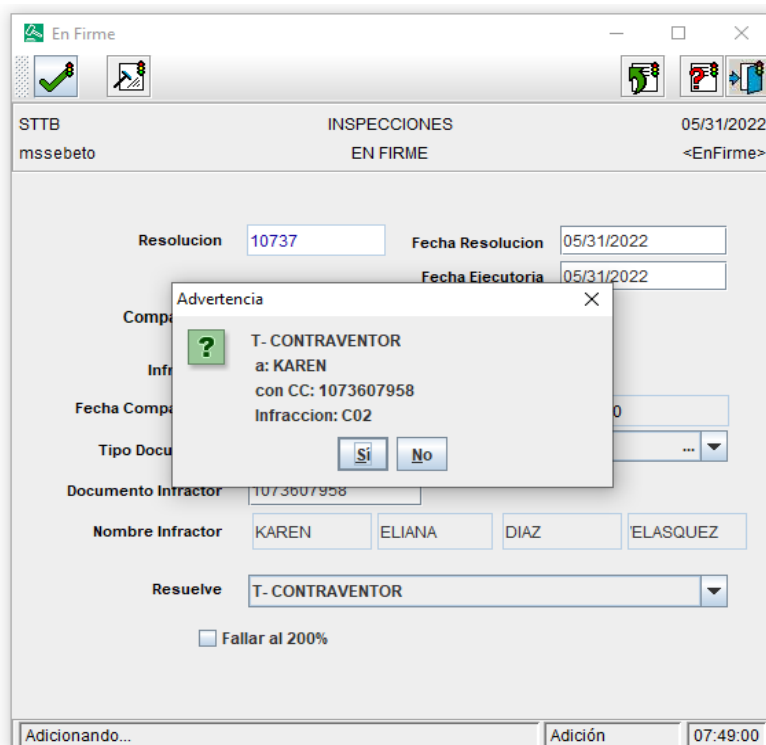 En Firme
STTB INSPECCIONES 05/31/2022
mssebeto EN FIRME <EnFirme>
Resolucion 10737 Fecha Resolucion 05/31/2022
Fecha Ejecutoria 05/31/2022
Advertencia
T- CONTRAVENTOR
a: KAREN
con CC: 1073607958
Infraccion: C02
Sí No
Fecha
...
Documento Infractor 1073607958
Nombre Infractor KAREN ELIANA DIAZ 'ELASQUEZ
Resuelve T- CONTRAVENTOR
Fallar al 200%
Adicionando... Adición 07:49:00